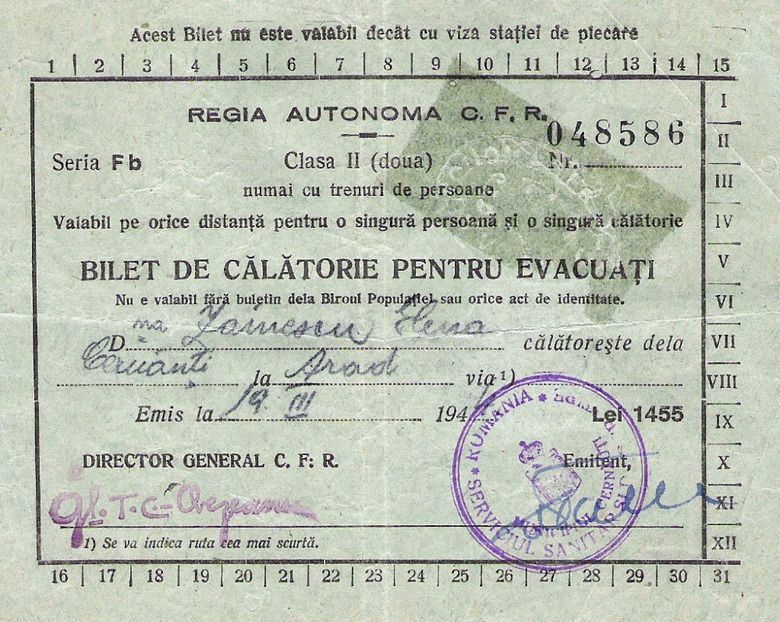 Acest Bilet nu este valabil decât cu viza stației de plecare
1 | 2 | 3 | 4 | 5 | 6 | 7 | 8 | 9 | 10 | 11 | 12 | 13 | 14 | 15
I
REGIA AUTONOMA C. F. R.
048586
II
Seria Fb Clasa II (doua) Nr.
III
numai cu trenuri de persoane
Valabil pe orice distanță pentru o singură persoană și o singură călătorie
IV
BILET DE CĂLĂTORIE PENTRU EVACUAȚI
V
Nu e valabil fără buletin dela Biroul Populației sau orice act de identitate.
VI
D na Zainescu Elena călătorește dela
VII
la Arad via 1)
VIII
Emis la 19. III 194 Lei 1455
IX
DIRECTOR GENERAL C. F. R. Emitent,
X
gl. T. C.
XI
1) Se va indica ruta cea mai scurtă.
XII
16 | 17 | 18 | 19 | 20 | 21 | 22 | 23 | 24 | 25 | 26 | 27 | 28 | 29 | 30 | 31
ROMANIA
SERVICIUL SANITAR